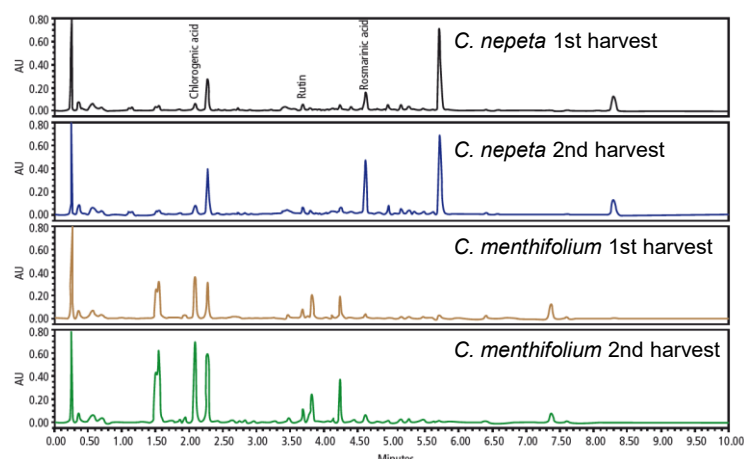 C. nepeta 1st harvest
Chlorogenic acid
Rutin
Rosmarinic acid
AU
0.80
0.60
0.40
0.20
0.00
C. nepeta 2nd harvest
AU
0.80
0.60
0.40
0.20
0.00
C. menthifolium 1st harvest
AU
0.80
0.60
0.40
0.20
0.00
C. menthifolium 2nd harvest
AU
0.80
0.60
0.40
0.20
0.00
0.00 0.50 1.00 1.50 2.00 2.50 3.00 3.50 4.00 4.50 5.00 5.50 6.00 6.50 7.00 7.50 8.00 8.50 9.00 9.50 10.00
Minutes